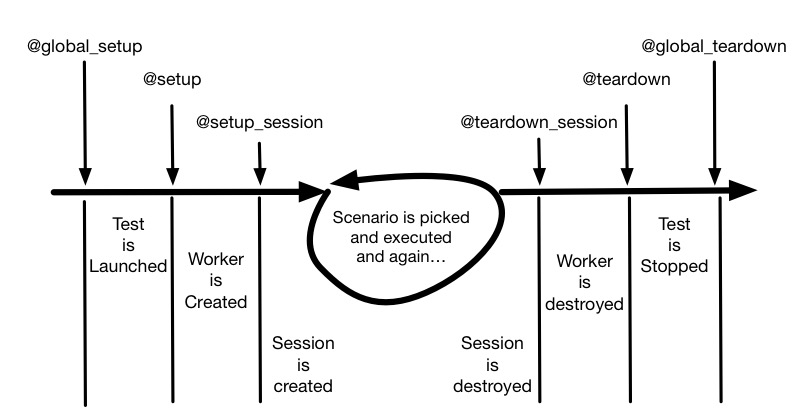 @global_setup
@setup
@setup_session
@global_teardown
@teardown
@teardown_session
Test
is
Launched
Worker
is
Created
Session
is
created
Scenario is picked
and executed
and again…
Session
is
destroyed
Worker
is
destroyed
Test
is
Stopped